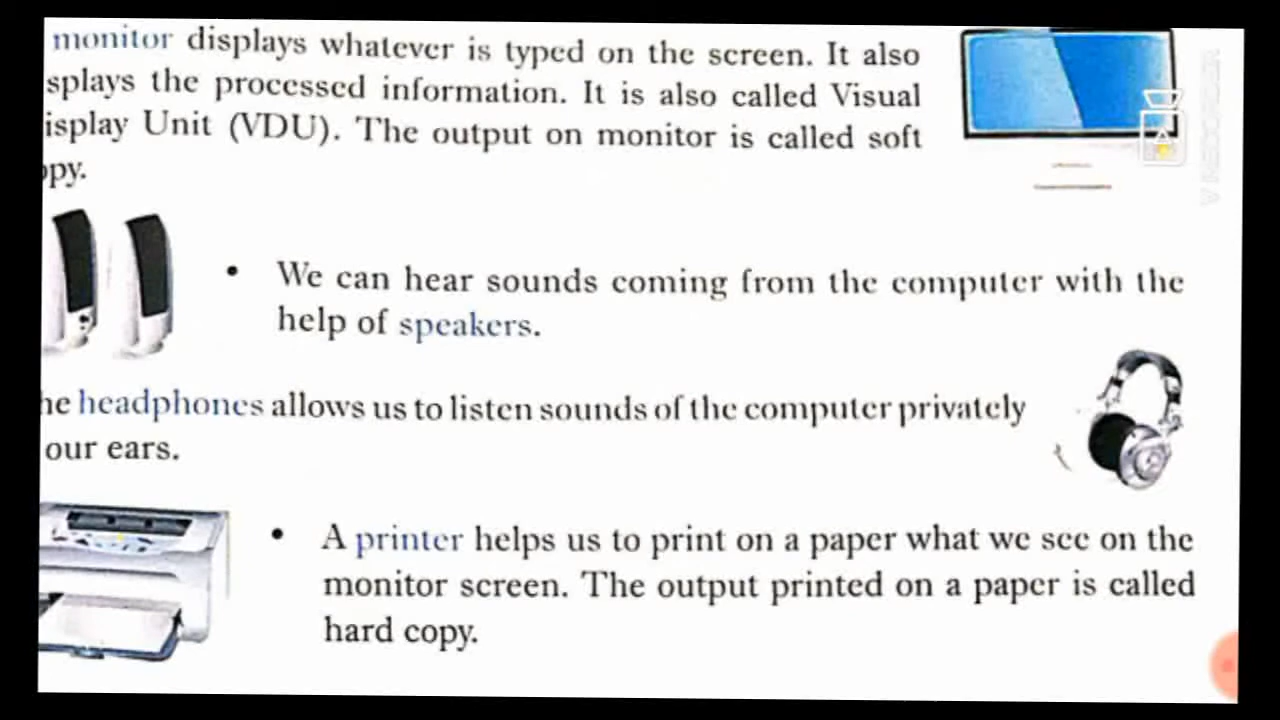 monitor displays whatever is typed on the screen. It also
splays the processed information. It is also called Visual
isplay Unit (VDU). The output on monitor is called soft
opy.
• We can hear sounds coming from the computer with the
help of speakers.
he headphones allows us to listen sounds of the computer privately
our ears.
• A printer helps us to print on a paper what we see on the
monitor screen. The output printed on a paper is called
hard copy.